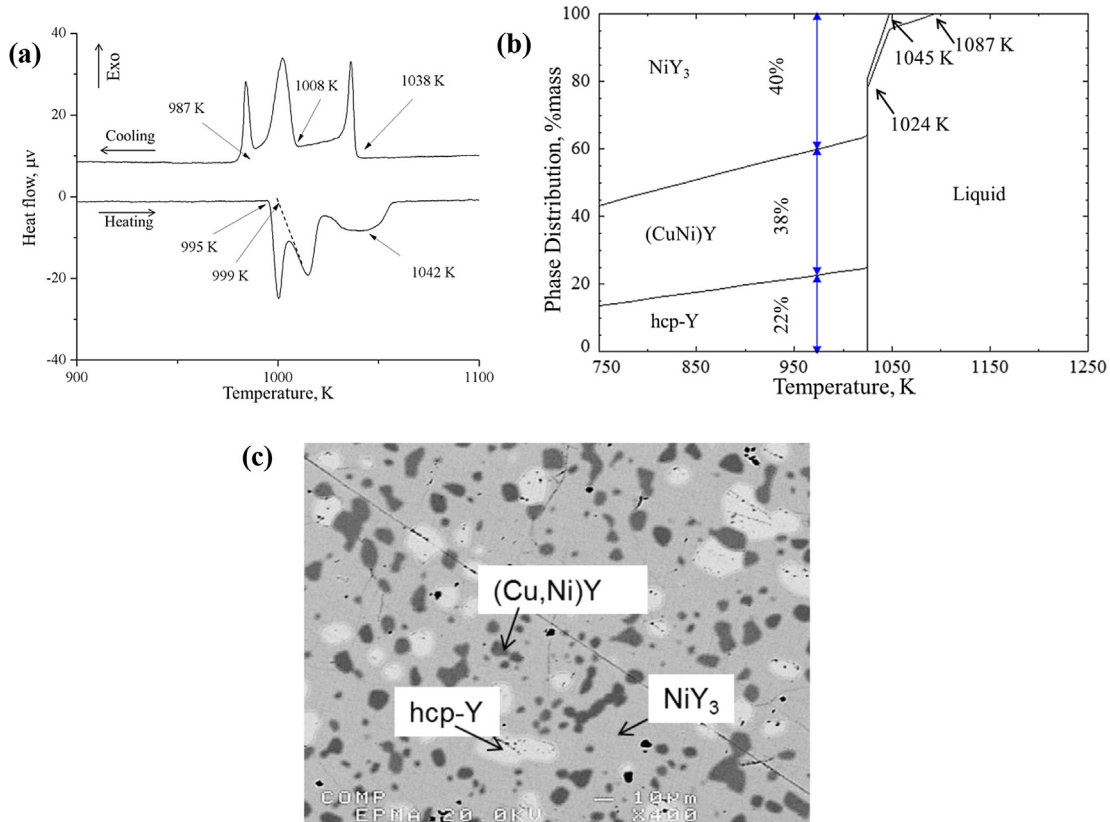 (a)
40
20
0
-20
-40
Heat flow, μv
Exo
987 K
1008 K
1038 K
Cooling
Heating
995 K
999 K
1042 K
900
1000
1100
Temperature, K
(b)
100
80
60
40
20
0
Phase Distribution, %mass
NiY₃
40%
(CuNi)Y
38%
hcp-Y
22%
1045 K
1087 K
1024 K
Liquid
750
850
950
1050
1150
1250
Temperature, K
(c)
(Cu,Ni)Y
hcp-Y
NiY₃
COMP
10μm
EPMA 20.0KV
X400